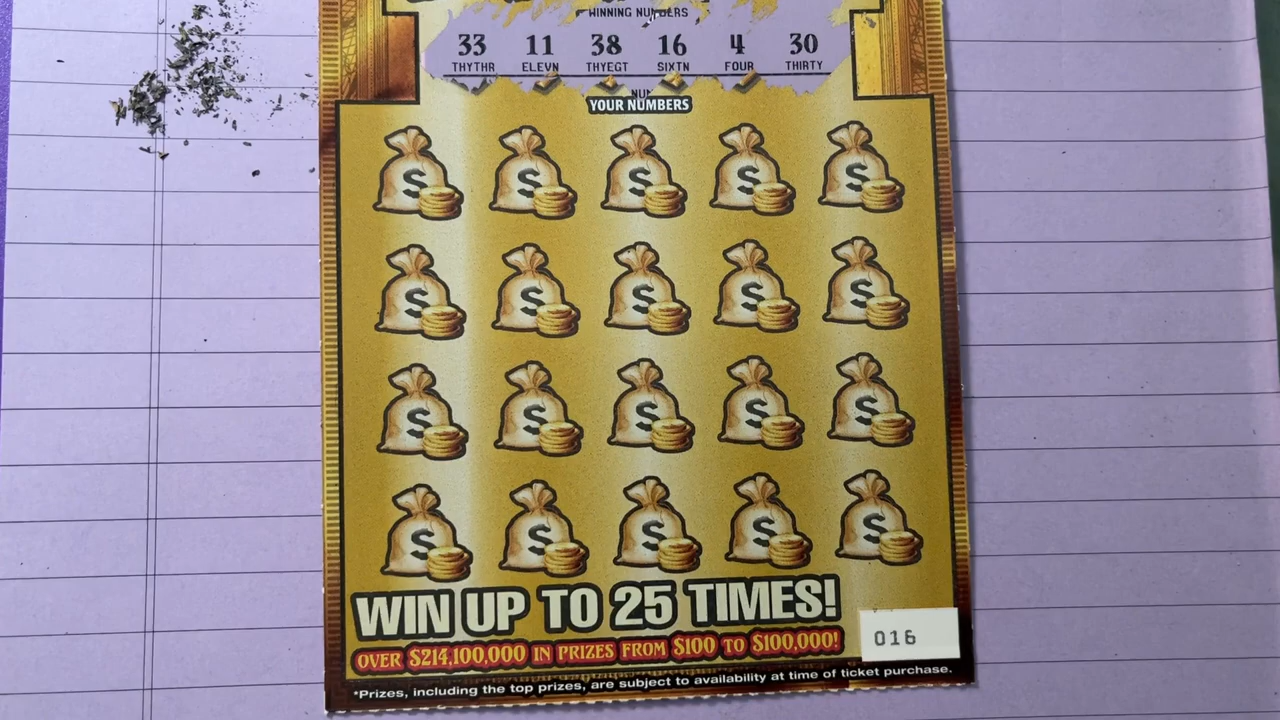 WINNING NUMBERS
33 11 38 16 4 30
THYTHR ELEVN THYEGT SIXTN FOUR THIRTY
YOUR NUMBERS
$ $ $ $ $
$ $ $ $ $
$ $ $ $ $
$ $ $ $ $
WIN UP TO 25 TIMES!
OVER $214,100,000 IN PRIZES FROM $100 TO $100,000!
016
*Prizes, including the top prizes, are subject to availability at time of ticket purchase.